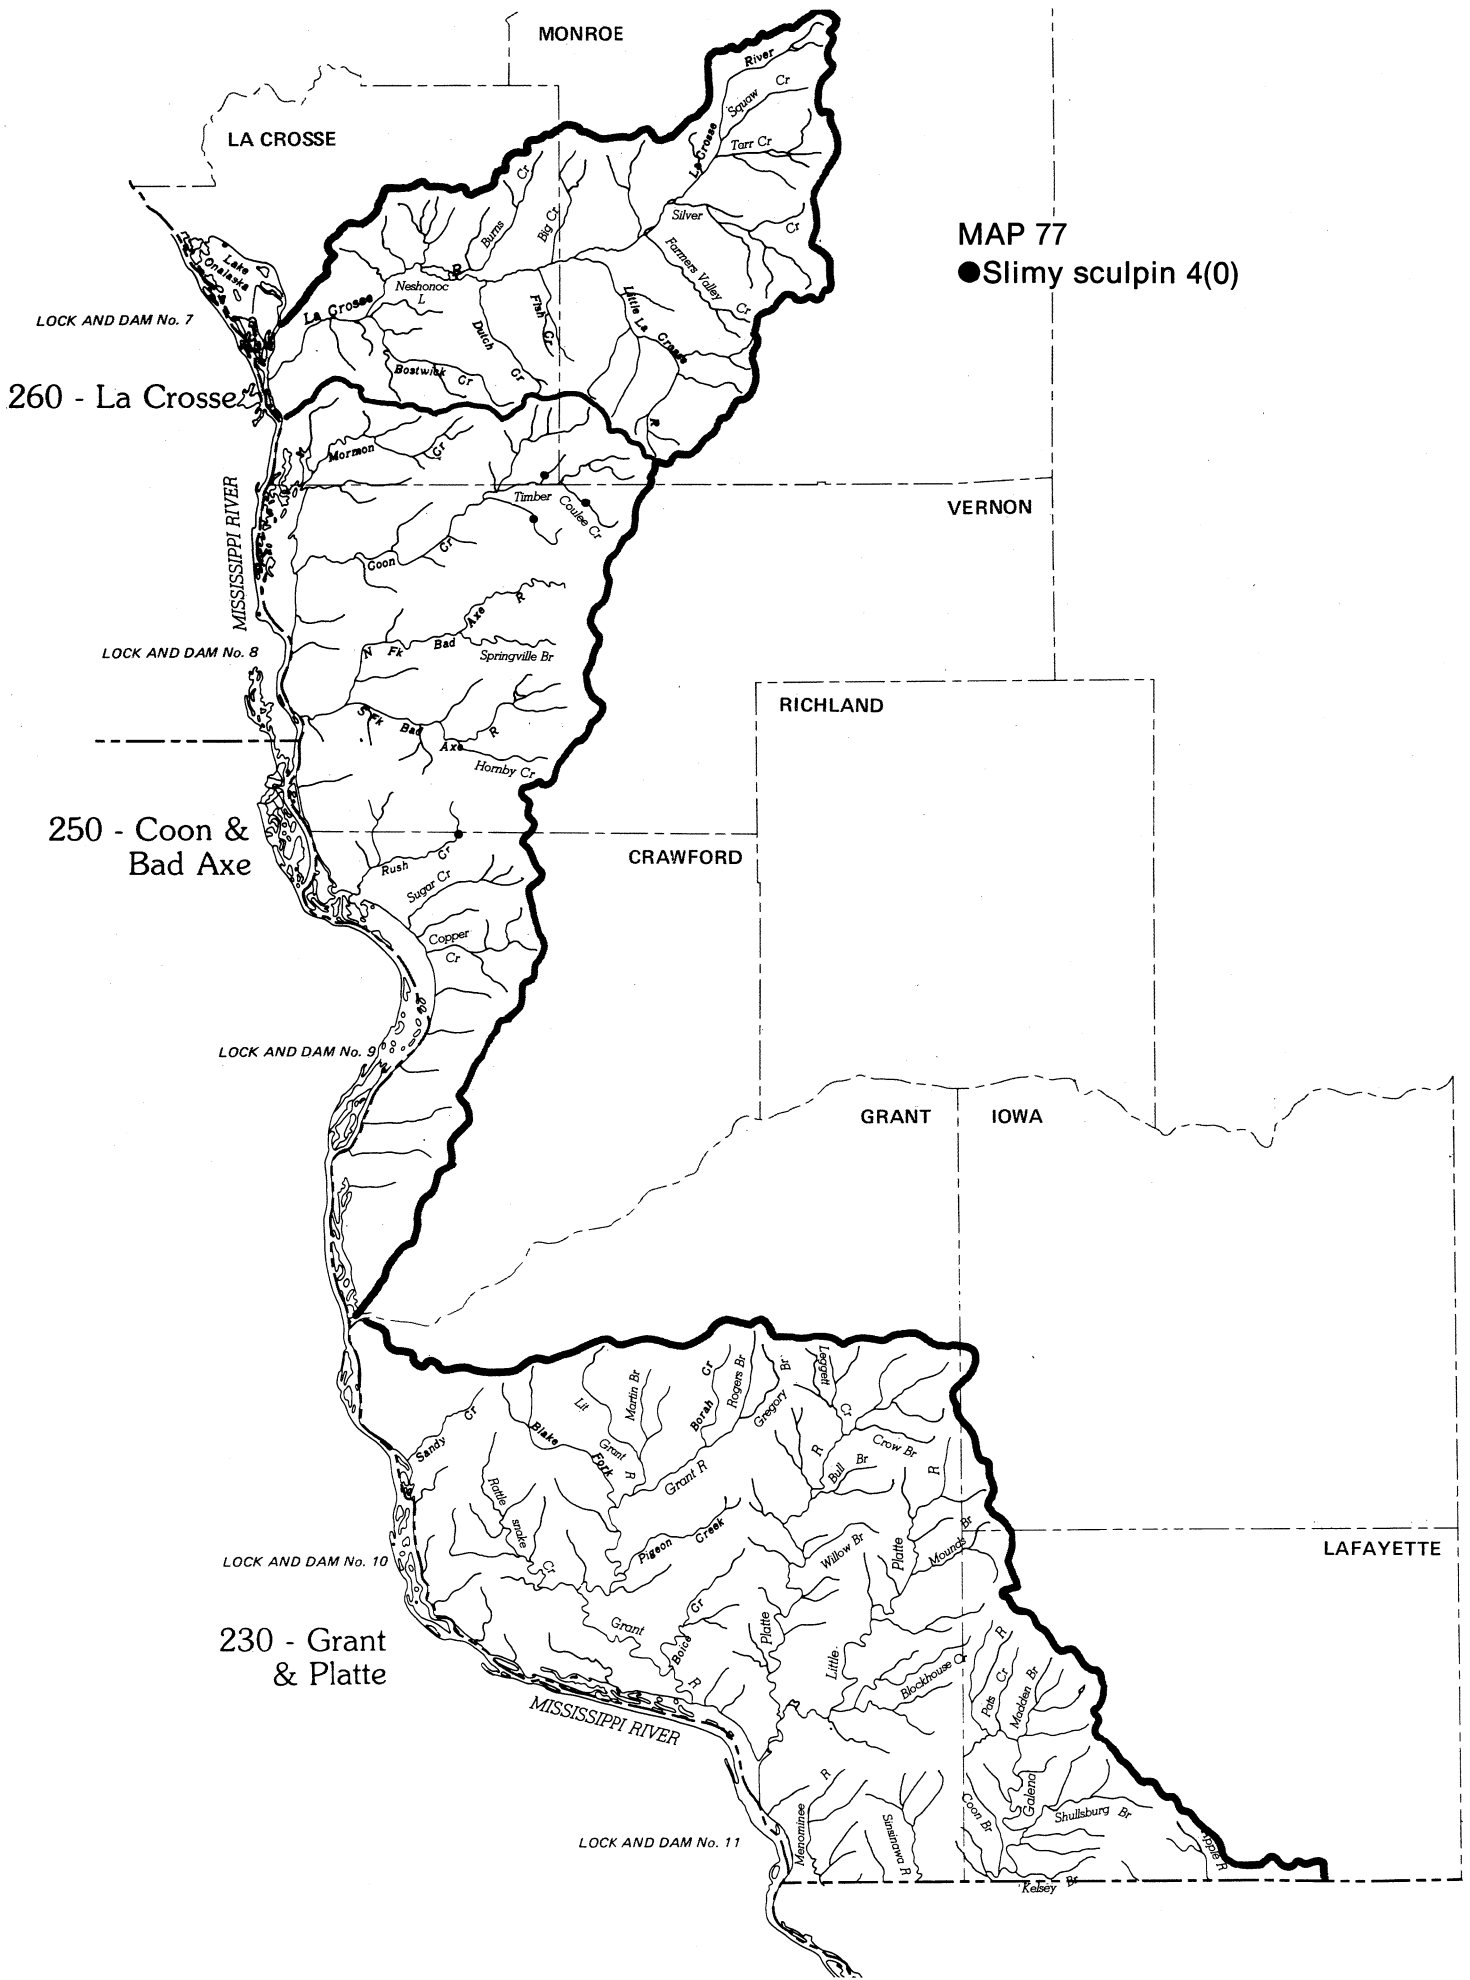 MONROE
LA CROSSE
River
Squaw Cr
La Crosse
Tarr Cr
Silver
Cr
Burns Cr
Big Cr
Farmers Valley
Cr
MAP 77
●Slimy sculpin 4(0)
Lake
Onalaska
R
Neshonoc
L
La Crosse
Fish Cr
Little La Crosse
R
Dutch
Cr
Bostwick Cr
LOCK AND DAM No. 7
260 - La Crosse
Mormon
Cr
Timber
Coulee Cr
VERNON
MISSISSIPPI RIVER
Coon
Cr
N Fk Bad Axe R
Springville Br
LOCK AND DAM No. 8
RICHLAND
S Fk Bad Axe R
Hornby Cr
250 - Coon &
Bad Axe
CRAWFORD
Rush Cr
Sugar Cr
Copper
Cr
LOCK AND DAM No. 9
GRANT
IOWA
Lit
Grant
R
Martin Br
Borah Cr
Rogers Br
Gregory Br
Leggett
Cr
Sandy Cr
Blake
Fork
Grant R
R
Bull Br
Crow Br
R
Rattle
snake
Cr
Pigeon Creek
Willow Br
Platte
Mounds Br
LAFAYETTE
LOCK AND DAM No. 10
230 - Grant
& Platte
Grant
R
Boice Cr
Platte
Little
Blockhouse Cr
R
Pats Cr
Madden Br
MISSISSIPPI RIVER
Menominee
R
Sinsinawa R
Coon Br
Galena
Shullsburg Br
Apple R
LOCK AND DAM No. 11
Kelsey Br